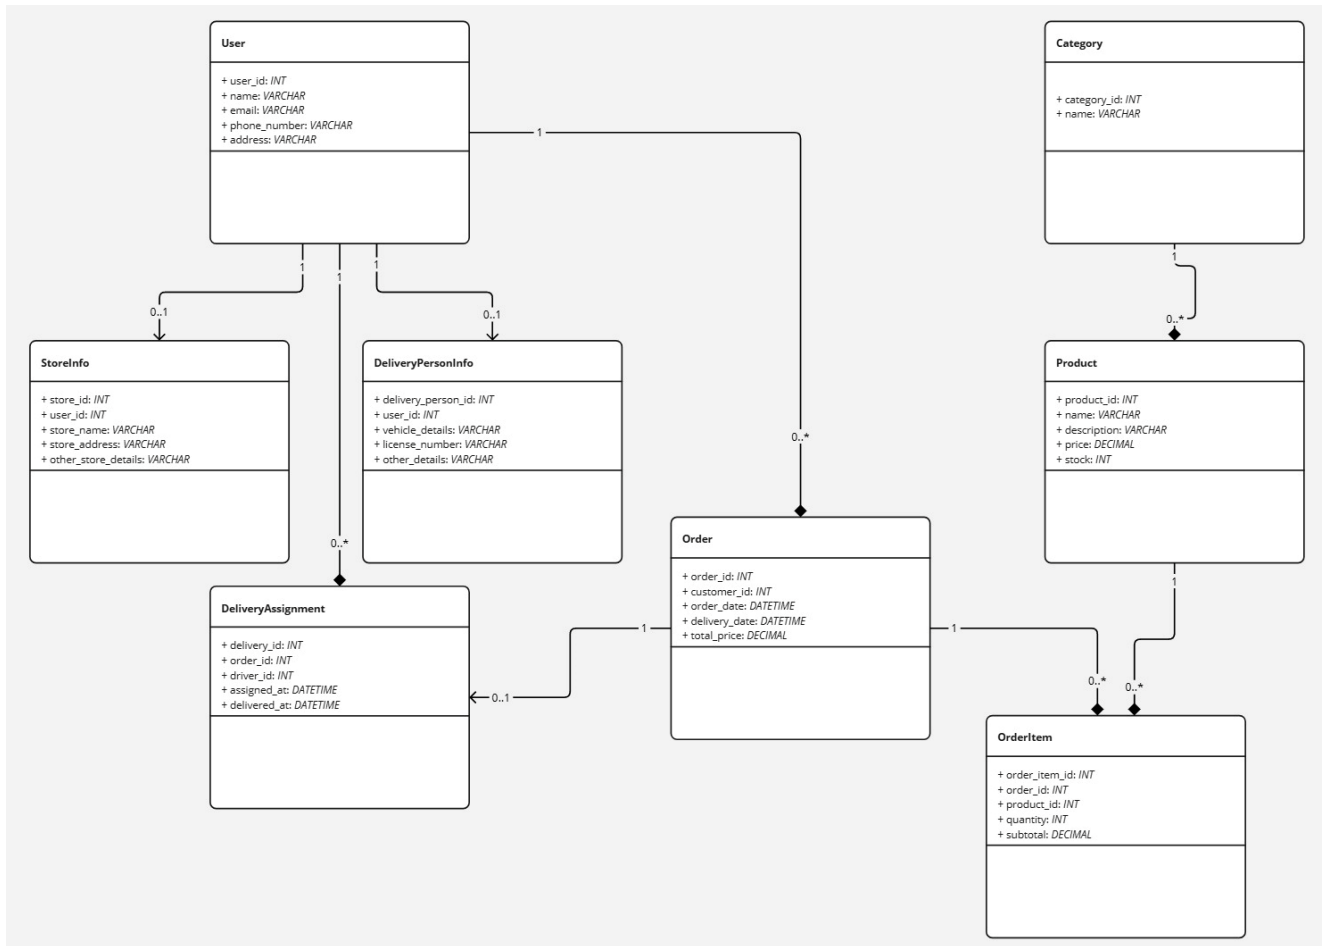 User
+ user_id: INT
+ name: VARCHAR
+ email: VARCHAR
+ phone_number: VARCHAR
+ address: VARCHAR
1
Category
+ category_id: INT
+ name: VARCHAR
1
1
1
1
0..1
0..1
0..*
StoreInfo
+ store_id: INT
+ user_id: INT
+ store_name: VARCHAR
+ store_address: VARCHAR
+ other_store_details: VARCHAR
DeliveryPersonInfo
+ delivery_person_id: INT
+ user_id: INT
+ vehicle_details: VARCHAR
+ license_number: VARCHAR
+ other_details: VARCHAR
Product
+ product_id: INT
+ name: VARCHAR
+ description: VARCHAR
+ price: DECIMAL
+ stock: INT
0..*
0..*
Order
+ order_id: INT
+ customer_id: INT
+ order_date: DATETIME
+ delivery_date: DATETIME
+ total_price: DECIMAL
1
DeliveryAssignment
+ delivery_id: INT
+ order_id: INT
+ driver_id: INT
+ assigned_at: DATETIME
+ delivered_at: DATETIME
1
1
0..1
0..*
0..*
OrderItem
+ order_item_id: INT
+ order_id: INT
+ product_id: INT
+ quantity: INT
+ subtotal: DECIMAL